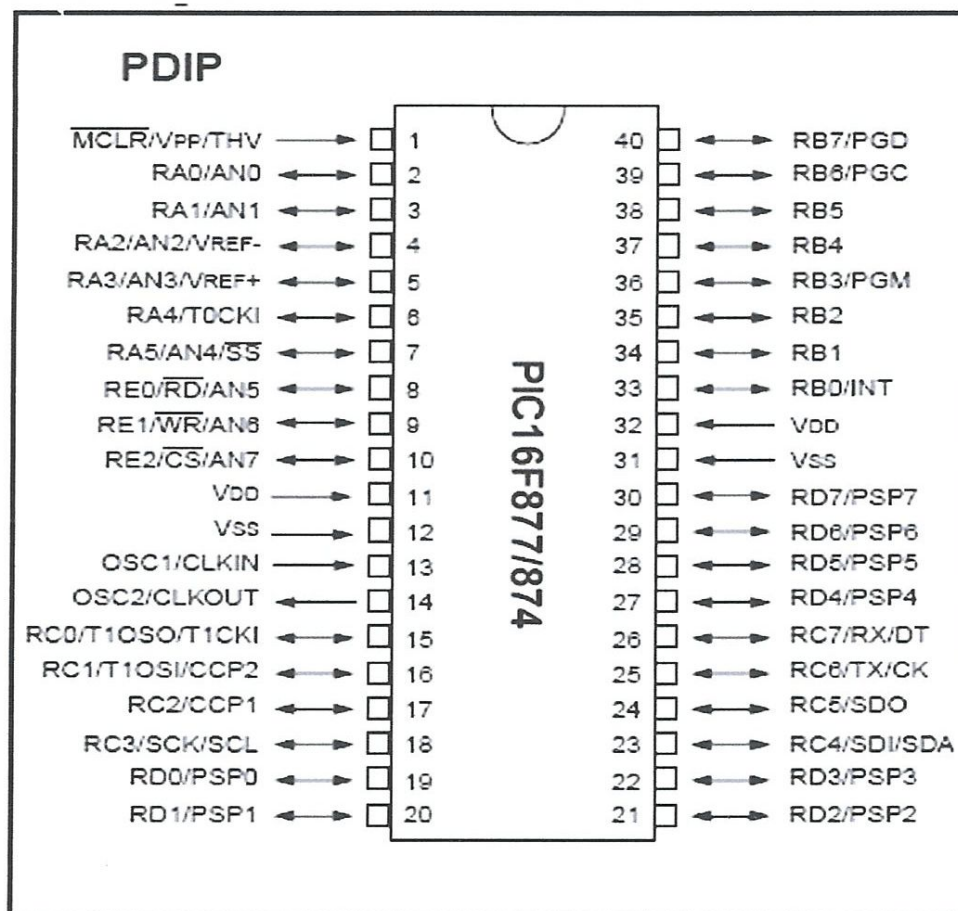 PDIP
MCLR/VPP/THV
RA0/AN0
RA1/AN1
RA2/AN2/VREF-
RA3/AN3/VREF+
RA4/T0CKI
RA5/AN4/SS
RE0/RD/AN5
RE1/WR/AN6
RE2/CS/AN7
VDD
VSS
OSC1/CLKIN
OSC2/CLKOUT
RC0/T1OSO/T1CKI
RC1/T1OSI/CCP2
RC2/CCP1
RC3/SCK/SCL
RD0/PSP0
RD1/PSP1
1
2
3
4
5
6
7
8
9
10
11
12
13
14
15
16
17
18
19
20
PIC16F877/874
40
39
38
37
36
35
34
33
32
31
30
29
28
27
26
25
24
23
22
21
RB7/PGD
RB6/PGC
RB5
RB4
RB3/PGM
RB2
RB1
RB0/INT
VDD
VSS
RD7/PSP7
RD6/PSP6
RD5/PSP5
RD4/PSP4
RC7/RX/DT
RC6/TX/CK
RC5/SDO
RC4/SDI/SDA
RD3/PSP3
RD2/PSP2